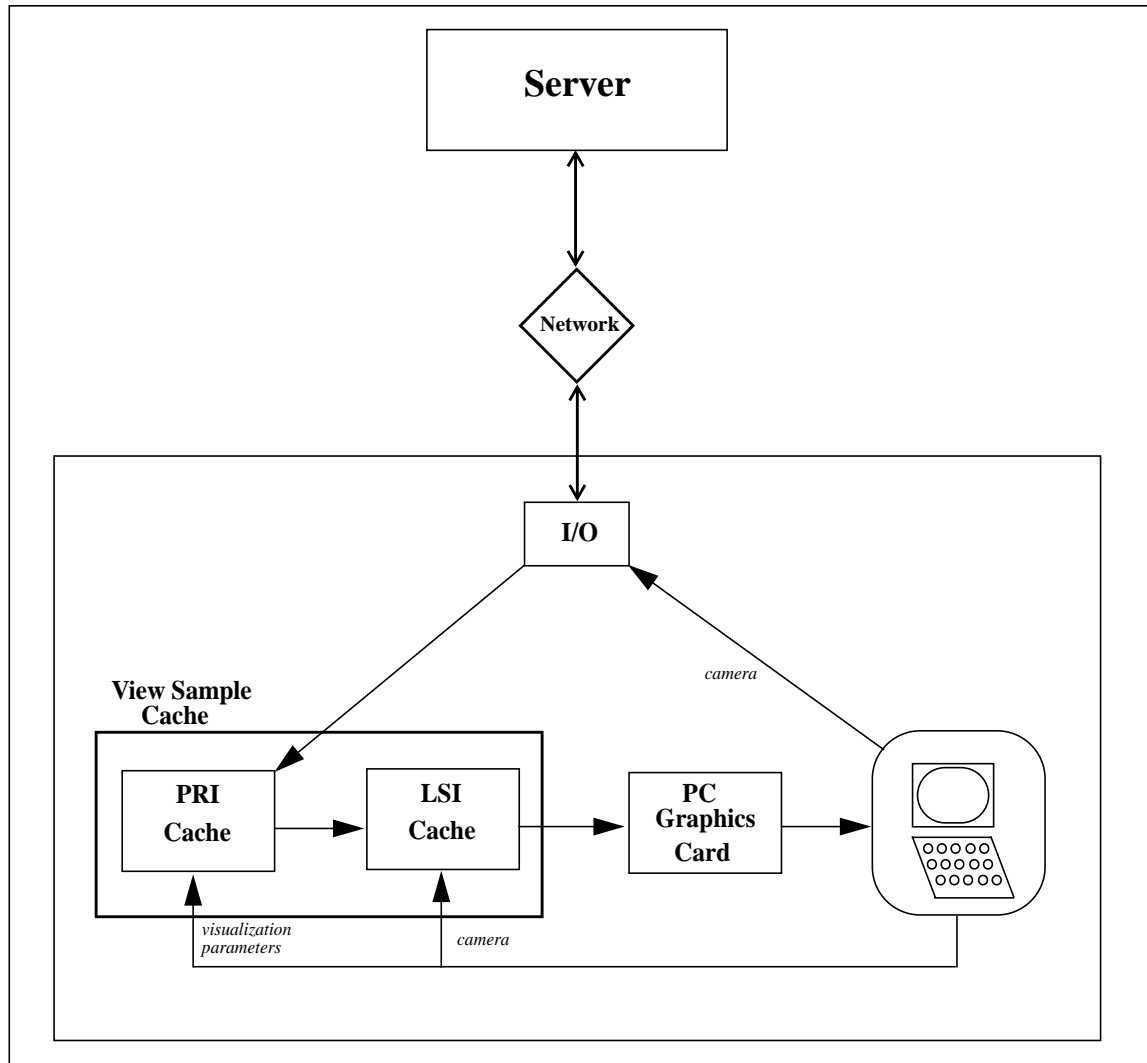 Server
Network
I/O
camera
View Sample
Cache
PRI
Cache
LSI
Cache
PC
Graphics
Card
visualization
parameters
camera